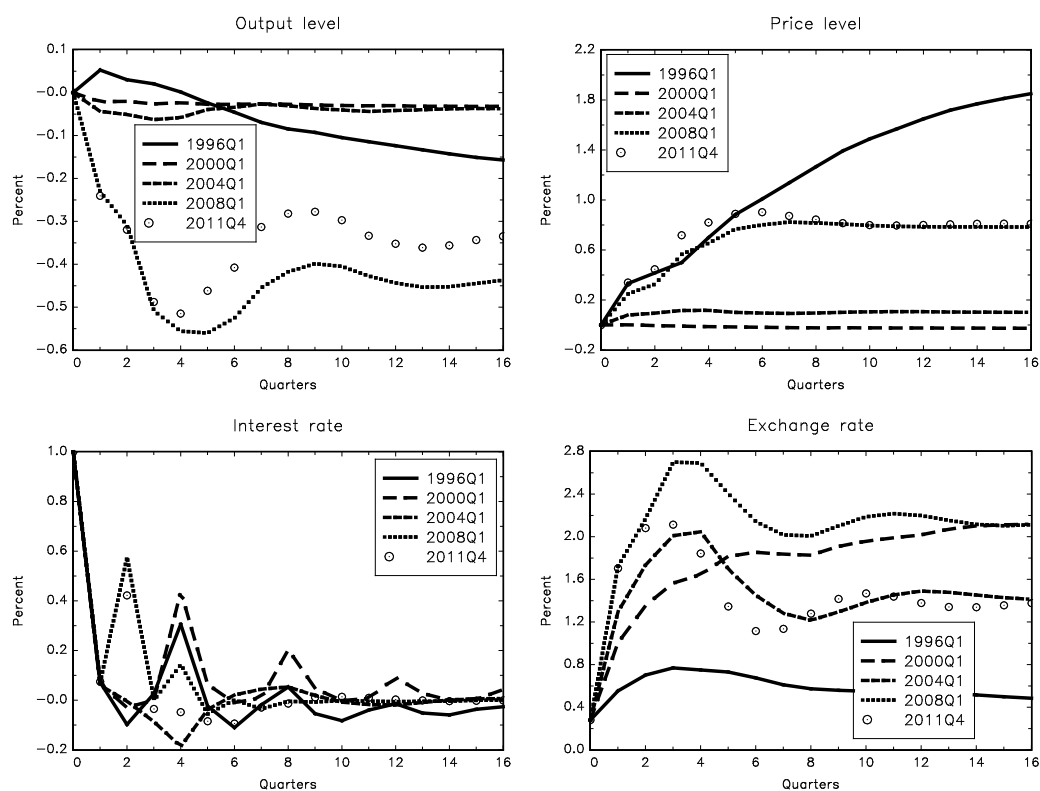 Output level
0.1
-0.0
-0.1
-0.2
-0.3
-0.4
-0.5
-0.6
Percent
1996Q1
2000Q1
2004Q1
2008Q1
2011Q4
0 2 4 6 8 10 12 14 16
Quarters
Price level
2.2
1.8
1.4
1.0
0.6
0.2
-0.2
Percent
1996Q1
2000Q1
2004Q1
2008Q1
2011Q4
0 2 4 6 8 10 12 14 16
Quarters
Interest rate
1.0
0.8
0.6
0.4
0.2
-0.0
-0.2
Percent
1996Q1
2000Q1
2004Q1
2008Q1
2011Q4
0 2 4 6 8 10 12 14 16
Quarters
Exchange rate
2.8
2.4
2.0
1.6
1.2
0.8
0.4
0.0
Percent
1996Q1
2000Q1
2004Q1
2008Q1
2011Q4
0 2 4 6 8 10 12 14 16
Quarters